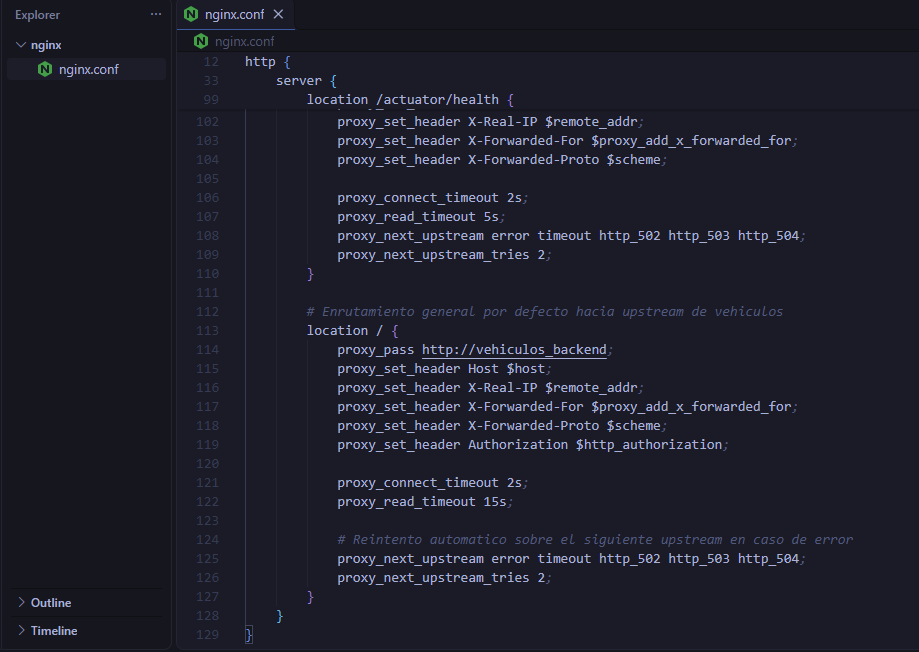 Explorer
nginx
nginx.conf
Outline
Timeline
nginx.conf
nginx.conf
12 http {
33 server {
99 location /actuator/health {
102 proxy_set_header X-Real-IP $remote_addr;
103 proxy_set_header X-Forwarded-For $proxy_add_x_forwarded_for;
104 proxy_set_header X-Forwarded-Proto $scheme;
105
106 proxy_connect_timeout 2s;
107 proxy_read_timeout 5s;
108 proxy_next_upstream error timeout http_502 http_503 http_504;
109 proxy_next_upstream_tries 2;
110 }
111
112 # Enrutamiento general por defecto hacia upstream de vehiculos
113 location / {
114 proxy_pass http://vehiculos_backend;
115 proxy_set_header Host $host;
116 proxy_set_header X-Real-IP $remote_addr;
117 proxy_set_header X-Forwarded-For $proxy_add_x_forwarded_for;
118 proxy_set_header X-Forwarded-Proto $scheme;
119 proxy_set_header Authorization $http_authorization;
120
121 proxy_connect_timeout 2s;
122 proxy_read_timeout 15s;
123
124 # Reintento automatico sobre el siguiente upstream en caso de error
125 proxy_next_upstream error timeout http_502 http_503 http_504;
126 proxy_next_upstream_tries 2;
127 }
128 }
129 }